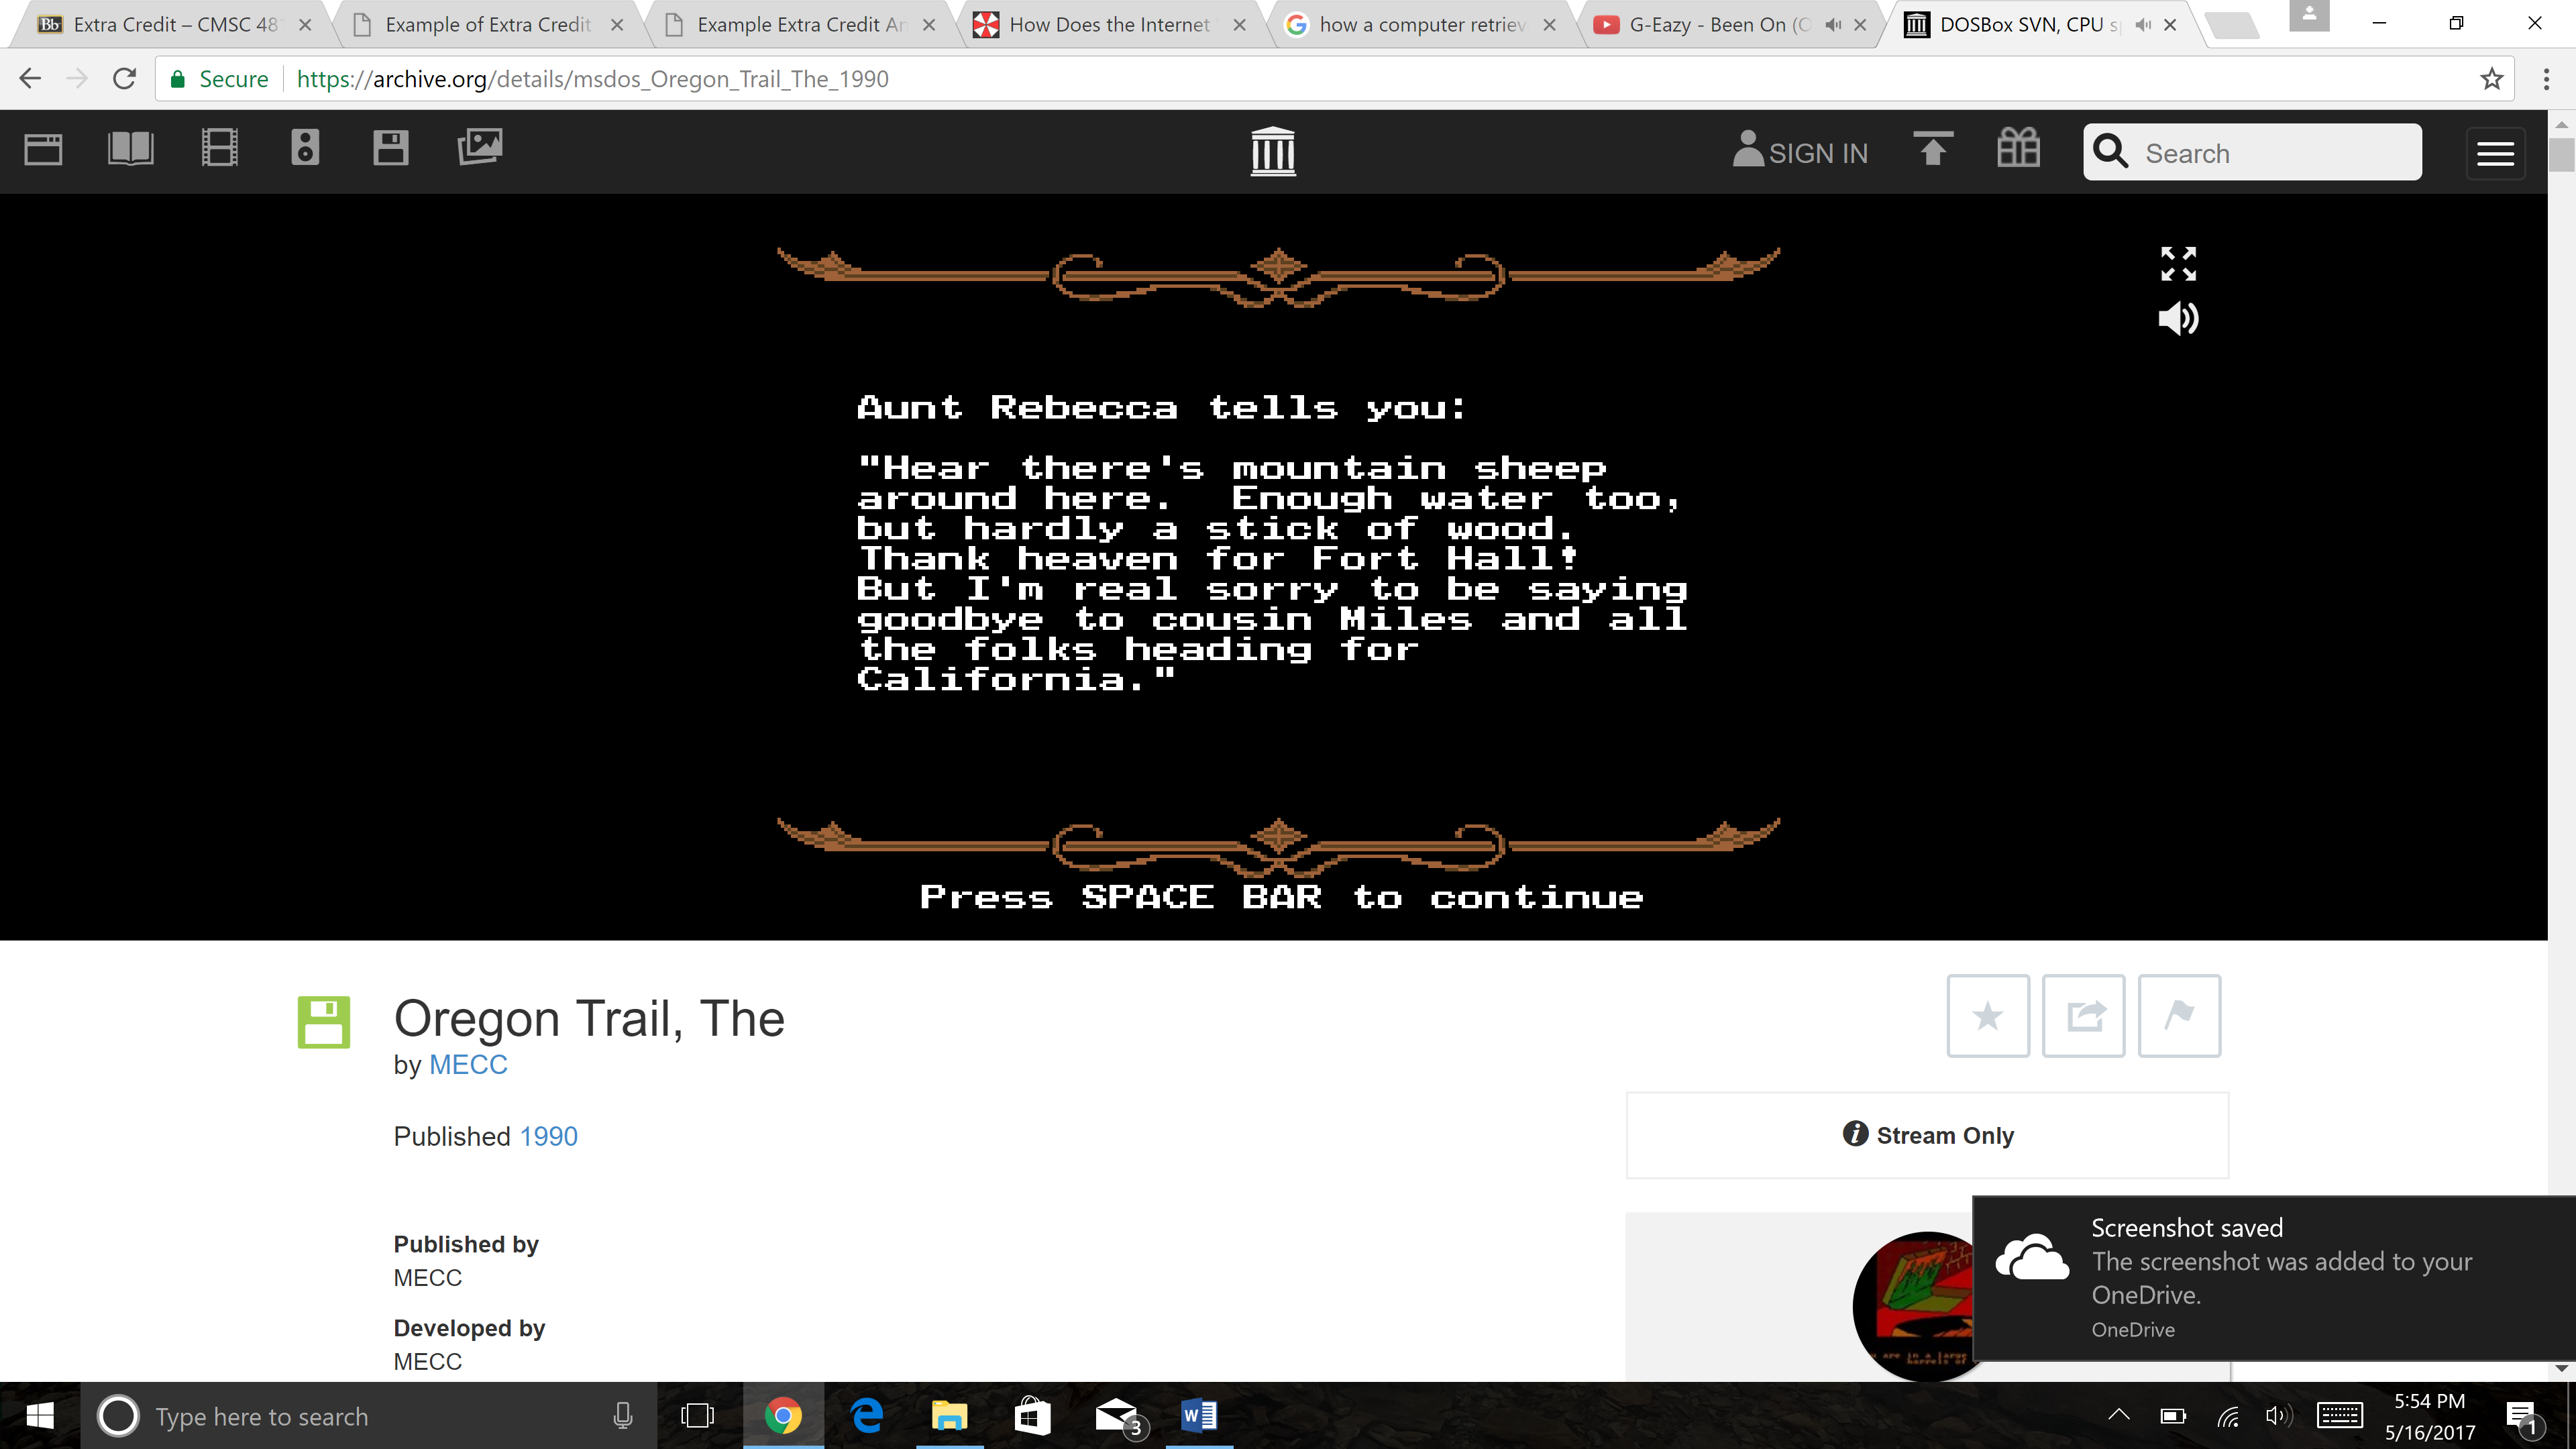 Extra Credit – CMSC 48
Example of Extra Credit
Example Extra Credit An
How Does the Internet
how a computer retriev
G-Eazy - Been On (O
DOSBox SVN, CPU s
Secure
https://archive.org/details/msdos_Oregon_Trail_The_1990
SIGN IN
Search
Aunt Rebecca tells you:
"Hear there's mountain sheep
around here.  Enough water too,
but hardly a stick of wood.
Thank heaven for Fort Hall!
But I'm real sorry to be saying
goodbye to cousin Miles and all
the folks heading for
California."
Press SPACE BAR to continue
Oregon Trail, The
by MECC
Published 1990
Stream Only
Published by
MECC
Developed by
MECC
Screenshot saved
The screenshot was added to your
OneDrive.
OneDrive
are in a large
barrels of
Type here to search
3
5:54 PM
5/16/2017
1